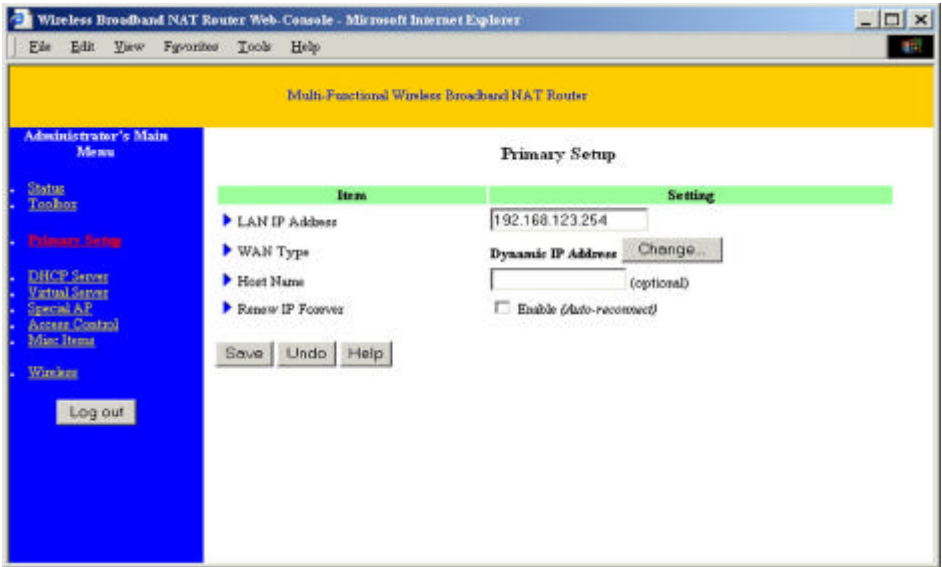 Wireless Broadband NAT Router Web-Console - Microsoft Internet Explorer
File Edit View Favorites Tools Help
Multi-Functional Wireless Broadband NAT Router
Administrator's Main
Menu
Status
Toolbox
Primary Setup
DHCP Server
Virtual Server
Special AP
Access Control
Misc Items
Wireless
Log out
Primary Setup
Item Setting
LAN IP Address 192.168.123.254
WAN Type Dynamic IP Address Change...
Host Name (optional)
Renew IP Forever Enable (Auto-reconnect)
Save Undo Help